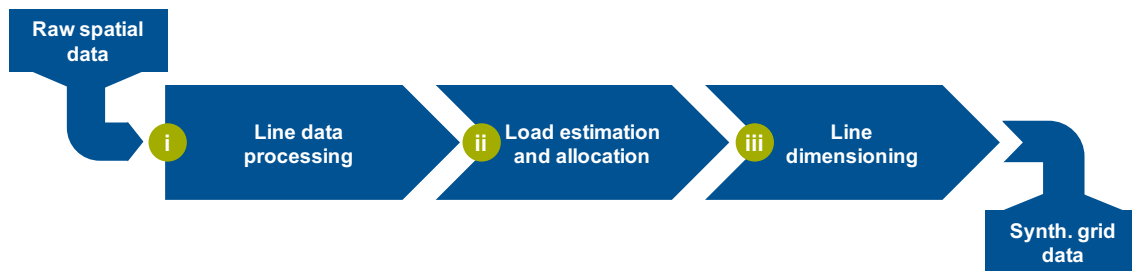 Raw spatial
data
i
Line data
processing
ii
Load estimation
and allocation
iii
Line
dimensioning
Synth. grid
data